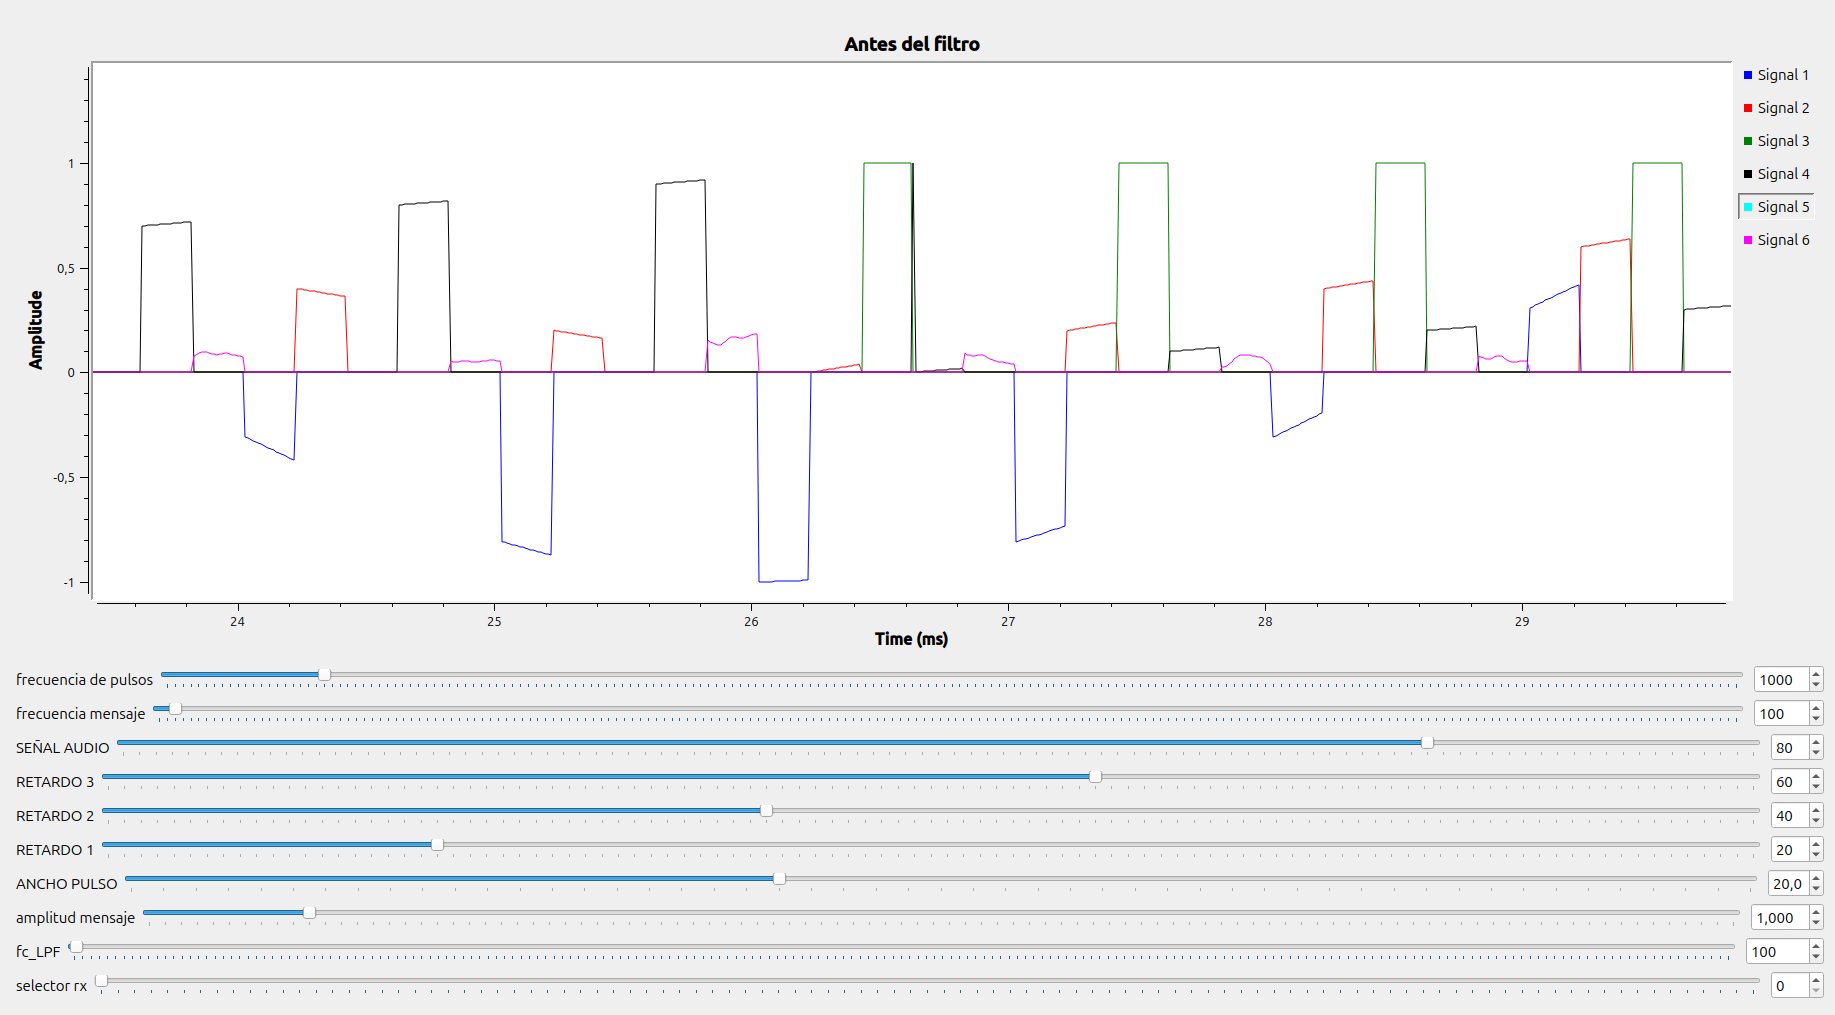 Antes del filtro
Amplitude
1
0,5
0
-0,5
-1
24 25 26 27 28 29
Time (ms)
Signal 1
Signal 2
Signal 3
Signal 4
Signal 5
Signal 6
frecuencia de pulsos 1000
frecuencia mensaje 100
SEÑAL AUDIO 80
RETARDO 3 60
RETARDO 2 40
RETARDO 1 20
ANCHO PULSO 20,0
amplitud mensaje 1,000
fc_LPF 100
selector rx 0